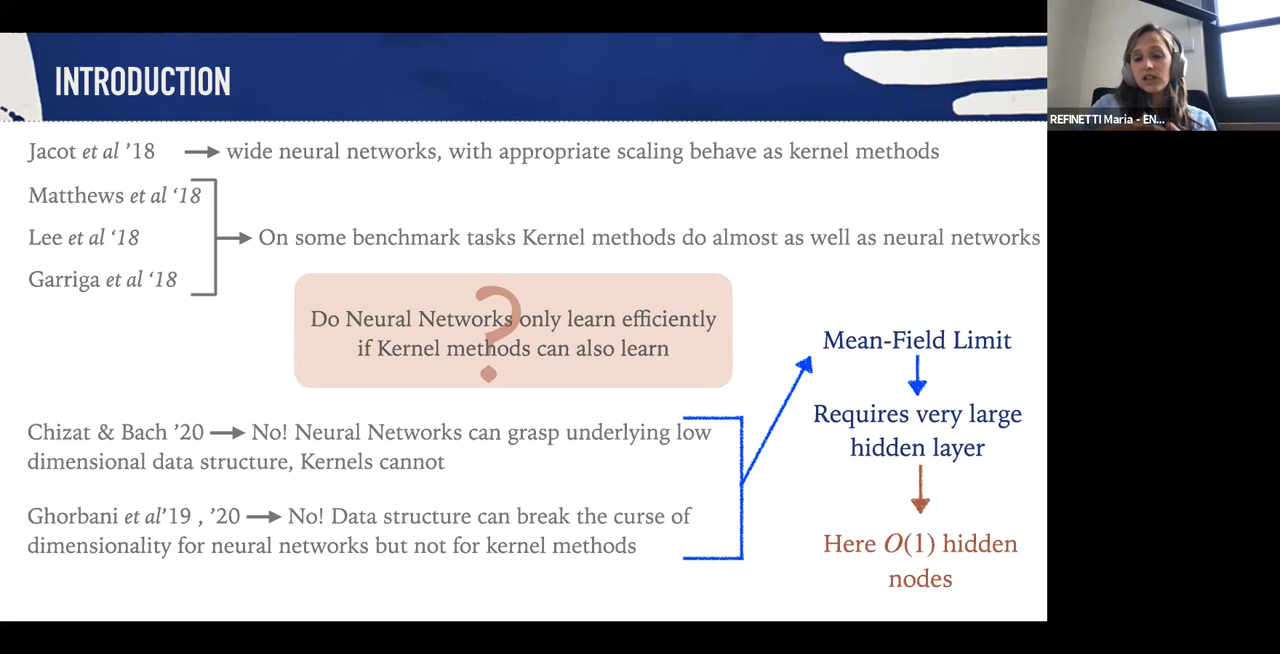 INTRODUCTION
REFINETTI Maria - EN...
Jacot et al ’18 → wide neural networks, with appropriate scaling behave as kernel methods
Matthews et al ‘18
Lee et al ‘18 → On some benchmark tasks Kernel methods do almost as well as neural networks
Garriga et al ‘18
?
Do Neural Networks only learn efficiently
if Kernel methods can also learn
Chizat & Bach ’20 → No! Neural Networks can grasp underlying low
dimensional data structure, Kernels cannot
Ghorbani et al’19 , ’20 → No! Data structure can break the curse of
dimensionality for neural networks but not for kernel methods
Mean-Field Limit
Requires very large
hidden layer
Here O(1) hidden
nodes